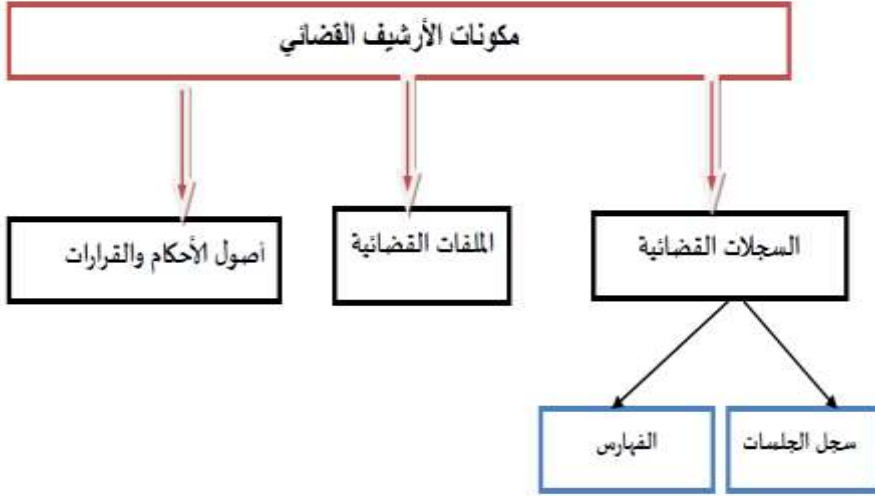 مكونات الأرشيف القضائي
السجلات القضائية
الملفات القضائية
أصول الأحكام والقرارات
سجل الجلسات
الفهارس